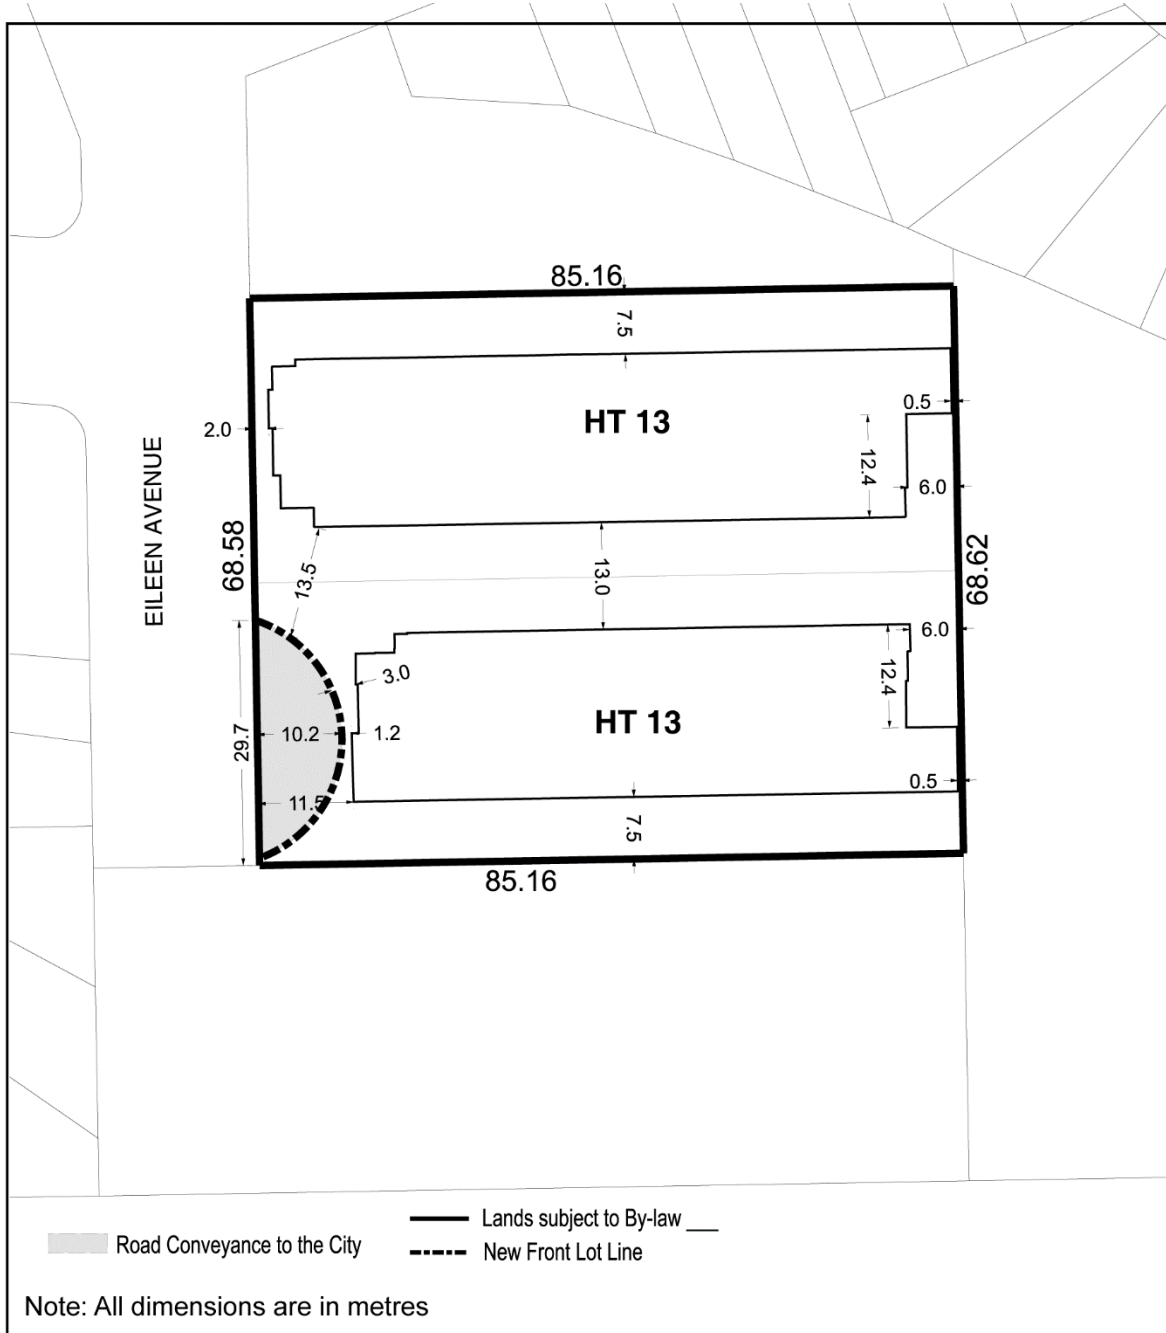 85.16
7.5
HT 13
0.5
2.0
12.4
6.0
EILEEN AVENUE
68.58
13.5
13.0
68.62
6.0
3.0
12.4
29.7
10.2
1.2
HT 13
0.5
11.5
7.5
85.16
Road Conveyance to the City
Lands subject to By-law ___
New Front Lot Line
Note: All dimensions are in metres